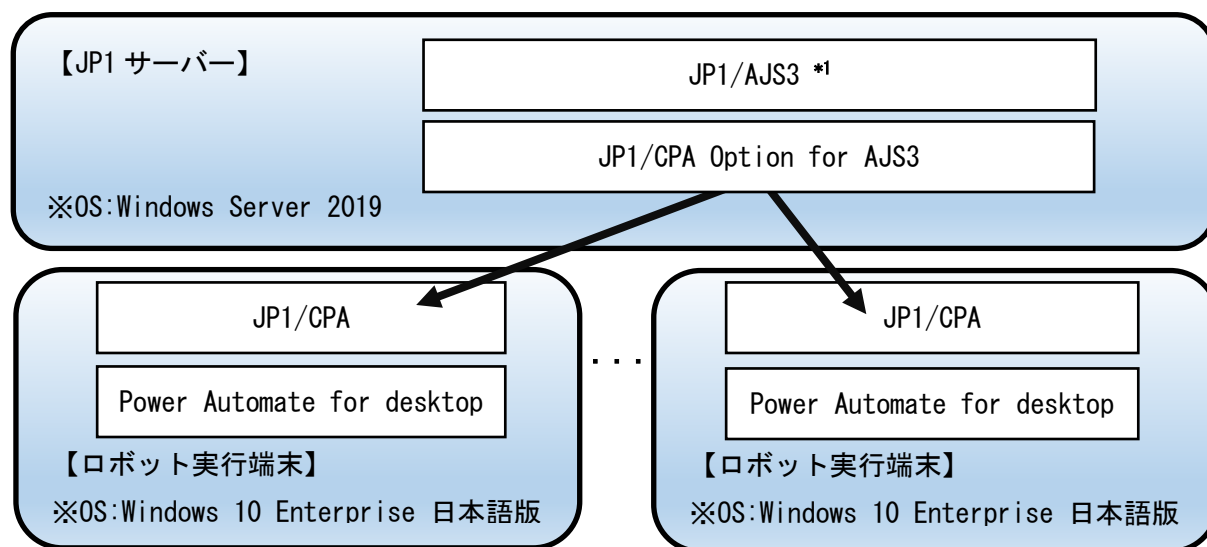 【JP1 サーバー】
JP1/AJS3 *1
JP1/CPA Option for AJS3
※OS:Windows Server 2019
JP1/CPA
Power Automate for desktop
【ロボット実行端末】
※OS:Windows 10 Enterprise 日本語版
...
JP1/CPA
Power Automate for desktop
【ロボット実行端末】
※OS:Windows 10 Enterprise 日本語版